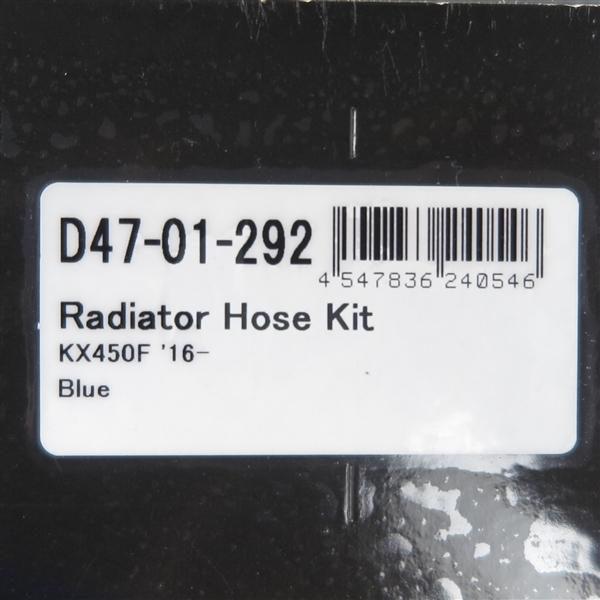 D47-01-292
4 547836 240546
Radiator Hose Kit
KX450F '16-
Blue